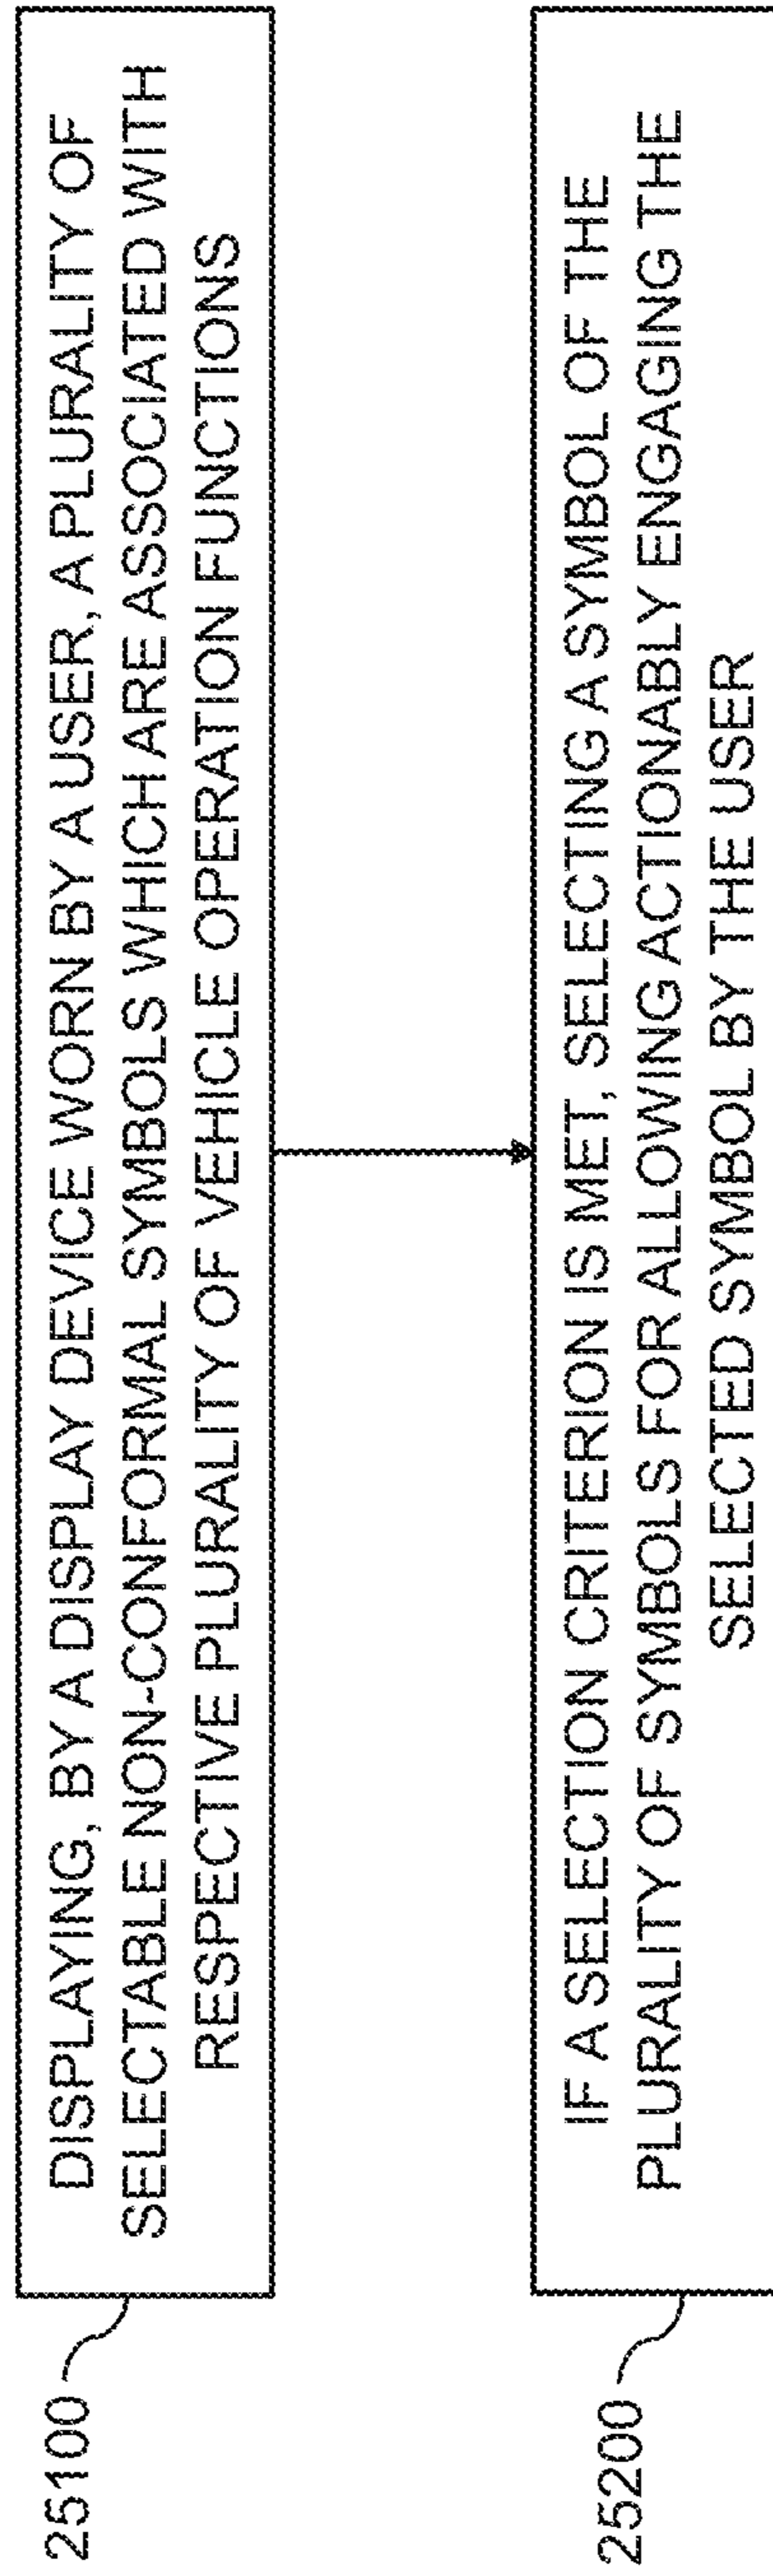 25100
DISPLAYING, BY A DISPLAY DEVICE WORN BY A USER, A PLURALITY OF
SELECTABLE NON-CONFORMAL SYMBOLS WHICH ARE ASSOCIATED WITH
RESPECTIVE PLURALITY OF VEHICLE OPERATION FUNCTIONS
25200
IF A SELECTION CRITERION IS MET, SELECTING A SYMBOL OF THE
PLURALITY OF SYMBOLS FOR ALLOWING ACTIONABLY ENGAGING THE
SELECTED SYMBOL BY THE USER